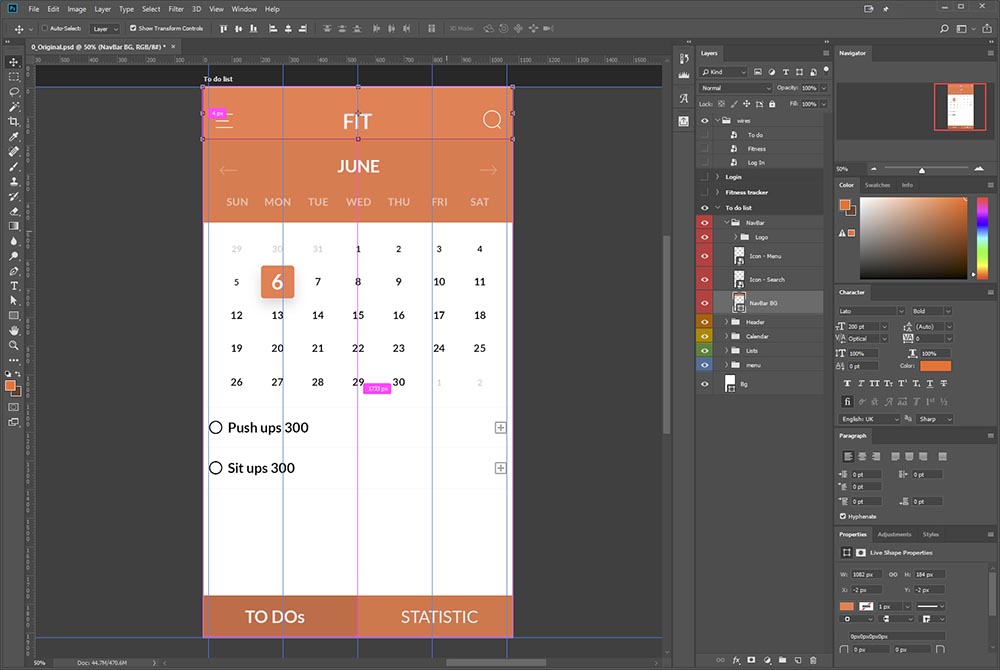 Ps File Edit Image Layer Type Select Filter 3D View Window Help
Auto-Select: Layer Show Transform Controls 3D Mode:
0_Original.psd @ 50% (NavBar BG, RGB/8#) * ×
To do list
4 px
FIT
JUNE
SUN MON TUE WED THU FRI SAT
29 30 31 1 2 3 4
5 6 7 8 9 10 11
12 13 14 15 16 17 18
19 20 21 22 23 24 25
26 27 28 29 30 1 2
1721 px
Push ups 300
Sit ups 300
TO DOs STATISTIC
50% Doc: 44.7M/470.6M
Layers
Kind
Normal Opacity: 100%
Lock: Fill: 100%
wires
To do
Fitness
Log In
Login
Fitness tracker
To do list
NavBar
Logo
Icon - Menu
Icon - Search
NavBar BG
Header
Calendar
Lists
menu
Bg
Navigator
50%
Color Swatches Info
Character
Lato Bold
200 pt (Auto)
Optical 0
100% 100%
0 pt Color:
English: UK Sharp
Paragraph
0 pt 0 pt
0 pt
0 pt 0 pt
Hyphenate
Properties Adjustments Styles
Live Shape Properties
W: 1082 px H: 184 px
X: -2 px Y: -2 px
1 px
0px0px0px0px
0 px 0 px